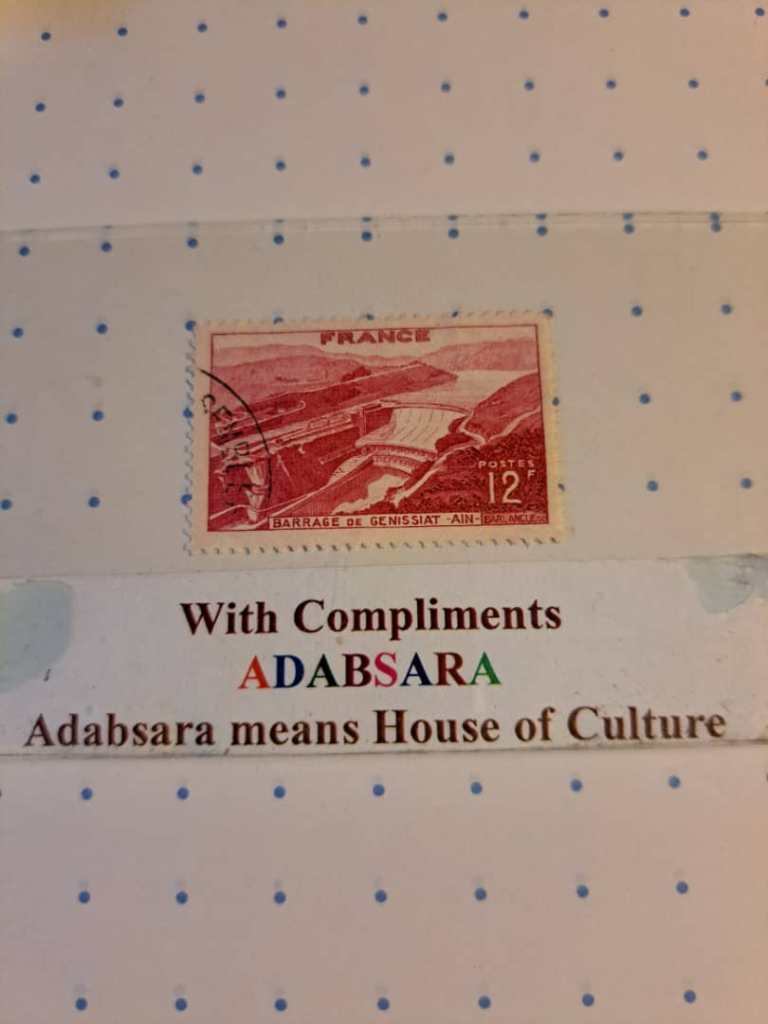 FRANCE
POSTES
12F
BARRAGE DE GENISSIAT -AIN-
With Compliments
ADABSARA
Adabsara means House of Culture